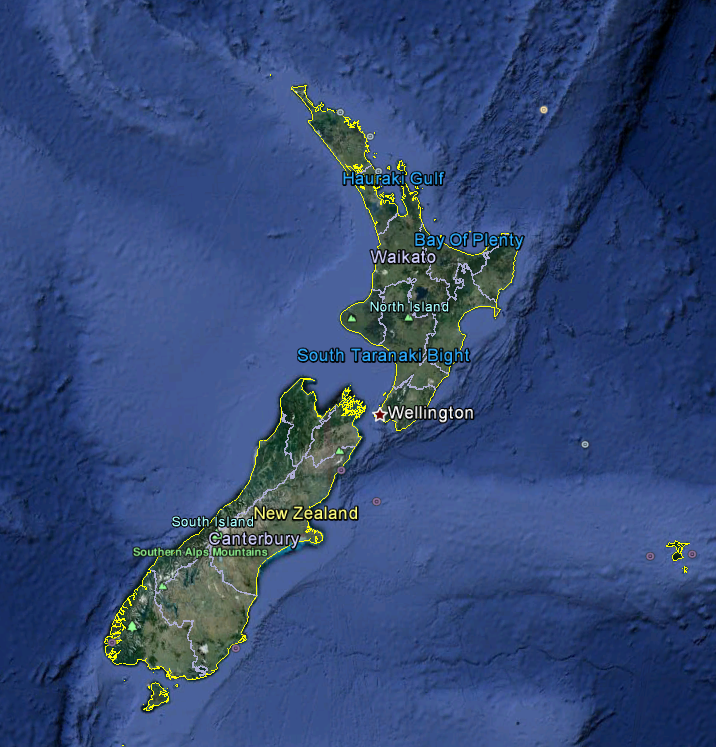 Hauraki Gulf
Bay Of Plenty
Waikato
North Island
South Taranaki Bight
Wellington
New Zealand
South Island
Canterbury
Southern Alps Mountains